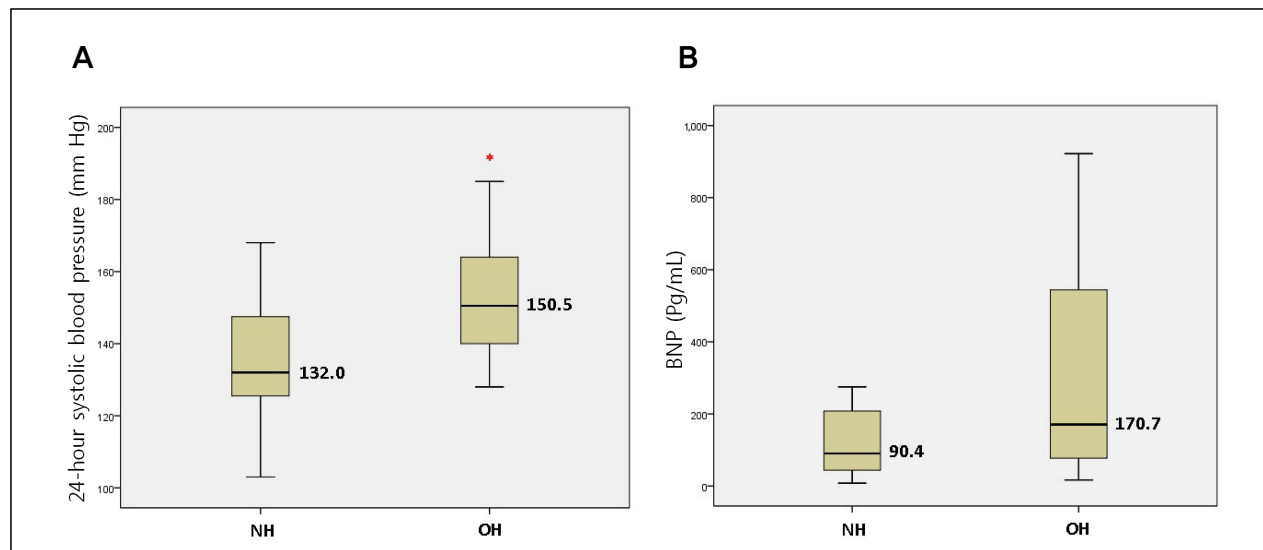 A
24-hour systolic blood pressure (mm Hg)
200
180
160
140
120
100
*
132.0
150.5
NH
OH
B
BNP (Pg/mL)
1,000
800
600
400
200
0
90.4
170.7
NH
OH